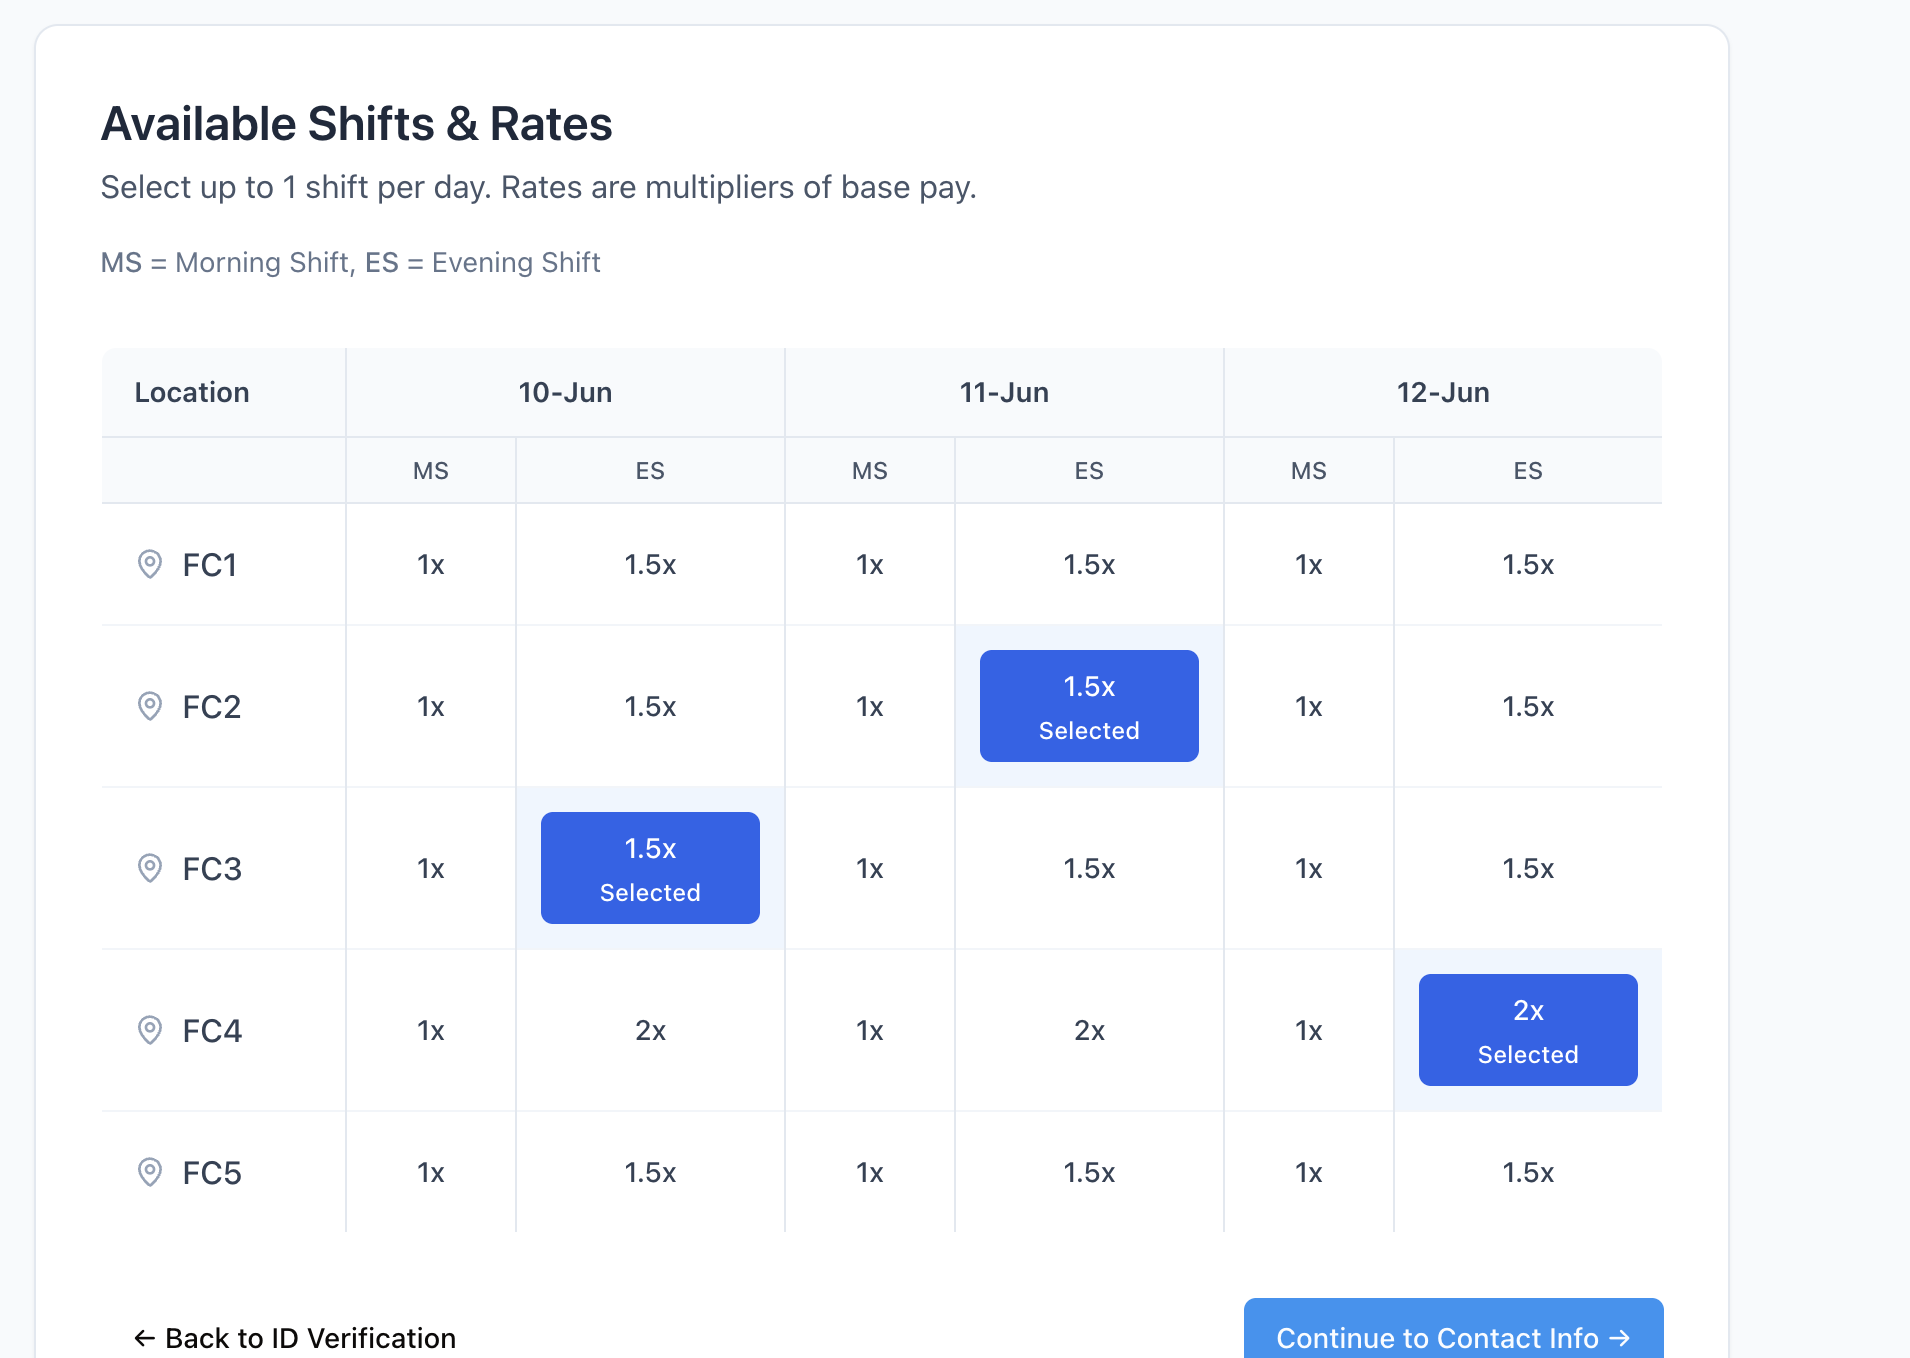 Available Shifts & Rates
Select up to 1 shift per day. Rates are multipliers of base pay.
MS = Morning Shift, ES = Evening Shift
Location 10-Jun 11-Jun 12-Jun
MS ES MS ES MS ES
FC1 1x 1.5x 1x 1.5x 1x 1.5x
FC2 1x 1.5x 1x 1.5x Selected 1x 1.5x
FC3 1x 1.5x Selected 1x 1.5x 1x 1.5x
FC4 1x 2x 1x 2x 1x 2x Selected
FC5 1x 1.5x 1x 1.5x 1x 1.5x
← Back to ID Verification Continue to Contact Info →